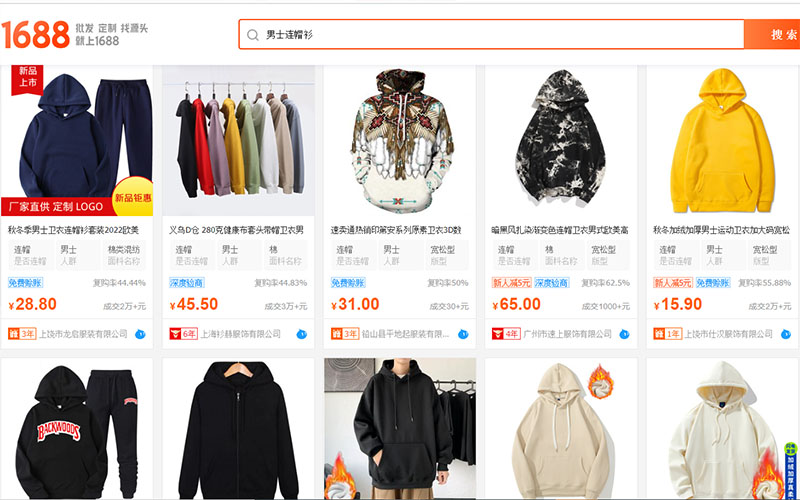 1688
批发 定制 找源头
就上1688
男士连帽衫
搜 索
新品
上市
厂家直供 定制 LOGO
新品钜惠
秋冬季男士卫衣连帽衫套装2022欧美
连帽 男士 棉类混纺
是否连帽 人群 面料名称
免费赊账 复购率44.44%
¥28.80 成交2万+元
3年 上饶市龙启服装有限公司
义乌D仓 280克健康布套头带帽卫衣男
连帽 男士 棉
是否连帽 人群 面料名称
深度验商 复购率44.83%
¥45.50 成交3万+元
6年 上海衫赫服饰有限公司
速卖通热销印第安系列原素卫衣3D数
连帽 男士 宽松型
是否连帽 人群 版型
免费赊账 复购率50%
¥31.00 成交30+元
3年 铅山县平地起服装有限...
暗黑风扎染渐变色连帽卫衣男式欧美高
连帽 棉 宽松型
是否连帽 面料名称 版型
新人减5元 深度验商 复购率62.5%
¥65.00 成交1000+元
4年 广州市速上服饰有限公司
秋冬加绒加厚男士运动卫衣加大码宽松
连帽 男士 宽松型
是否连帽 人群 版型
新人减5元 免费赊账 复购率55.88%
¥15.90 成交2万+元
1年 上饶市仕汉服饰有限公司
BACKWOODS
加绒加厚真